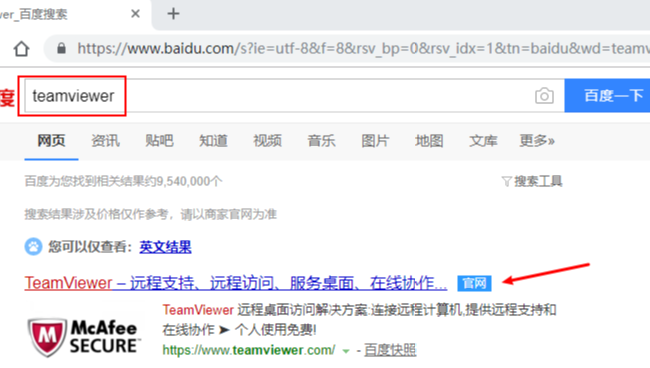 wer_百度搜索
https://www.baidu.com/s?ie=utf-8&f=8&rsv_bp=0&rsv_idx=1&tn=baidu&wd=teamv
度
teamviewer
百度一下
网页 资讯 贴吧 知道 视频 音乐 图片 地图 文库 更多»
百度为您找到相关结果约9,540,000个
搜索工具
搜索结果涉及价格仅作参考，请以商家官网为准
您可以仅查看：英文结果
TeamViewer – 远程支持、远程访问、服务桌面、在线协作... 官网
McAfee
SECURE™
TeamViewer 远程桌面访问解决方案:连接远程计算机,提供远程支持和
在线协作 ➤ 个人使用免费!
https://www.teamviewer.com/ - 百度快照